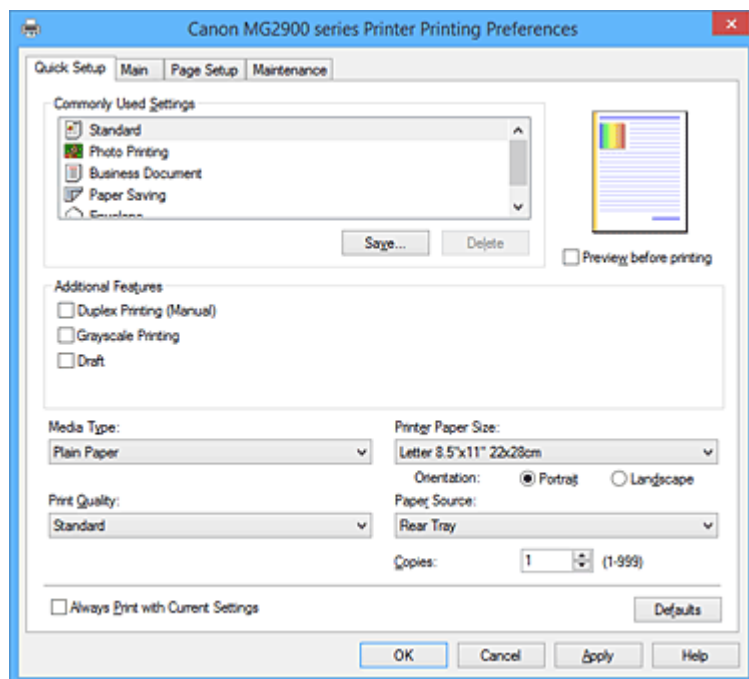 Canon MG2900 series Printer Printing Preferences
Quick Setup Main Page Setup Maintenance
Commonly Used Settings
Standard
Photo Printing
Business Document
Paper Saving
Envelope
Save... Delete
Preview before printing
Additional Features
Duplex Printing (Manual)
Grayscale Printing
Draft
Media Type:
Plain Paper
Printer Paper Size:
Letter 8.5"x11" 22x28cm
Orientation: Portrait Landscape
Print Quality:
Standard
Paper Source:
Rear Tray
Copies: 1 (1-999)
Always Print with Current Settings
Defaults
OK Cancel Apply Help